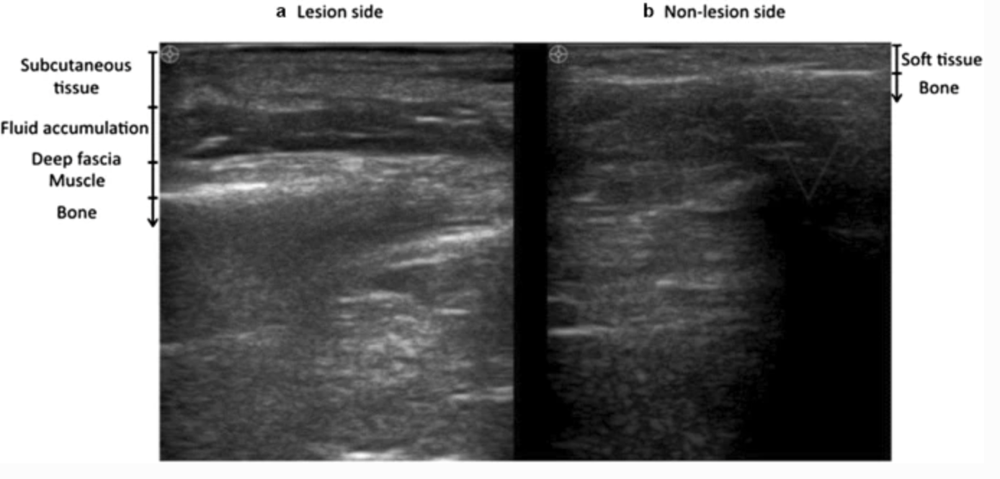 a Lesion side
b Non-lesion side
Subcutaneous
tissue
Fluid accumulation
Deep fascia
Muscle
Bone
Soft tissue
Bone